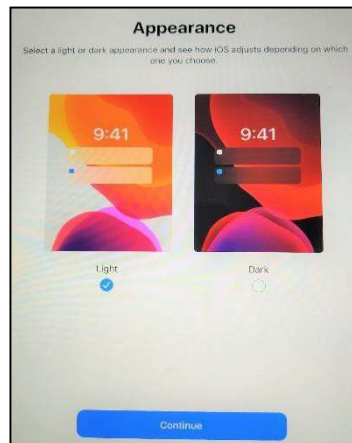 Appearance
Select a light or dark appearance and see how iOS adjusts depending on which
one you choose.
9:41
9:41
Light
Dark
Continue